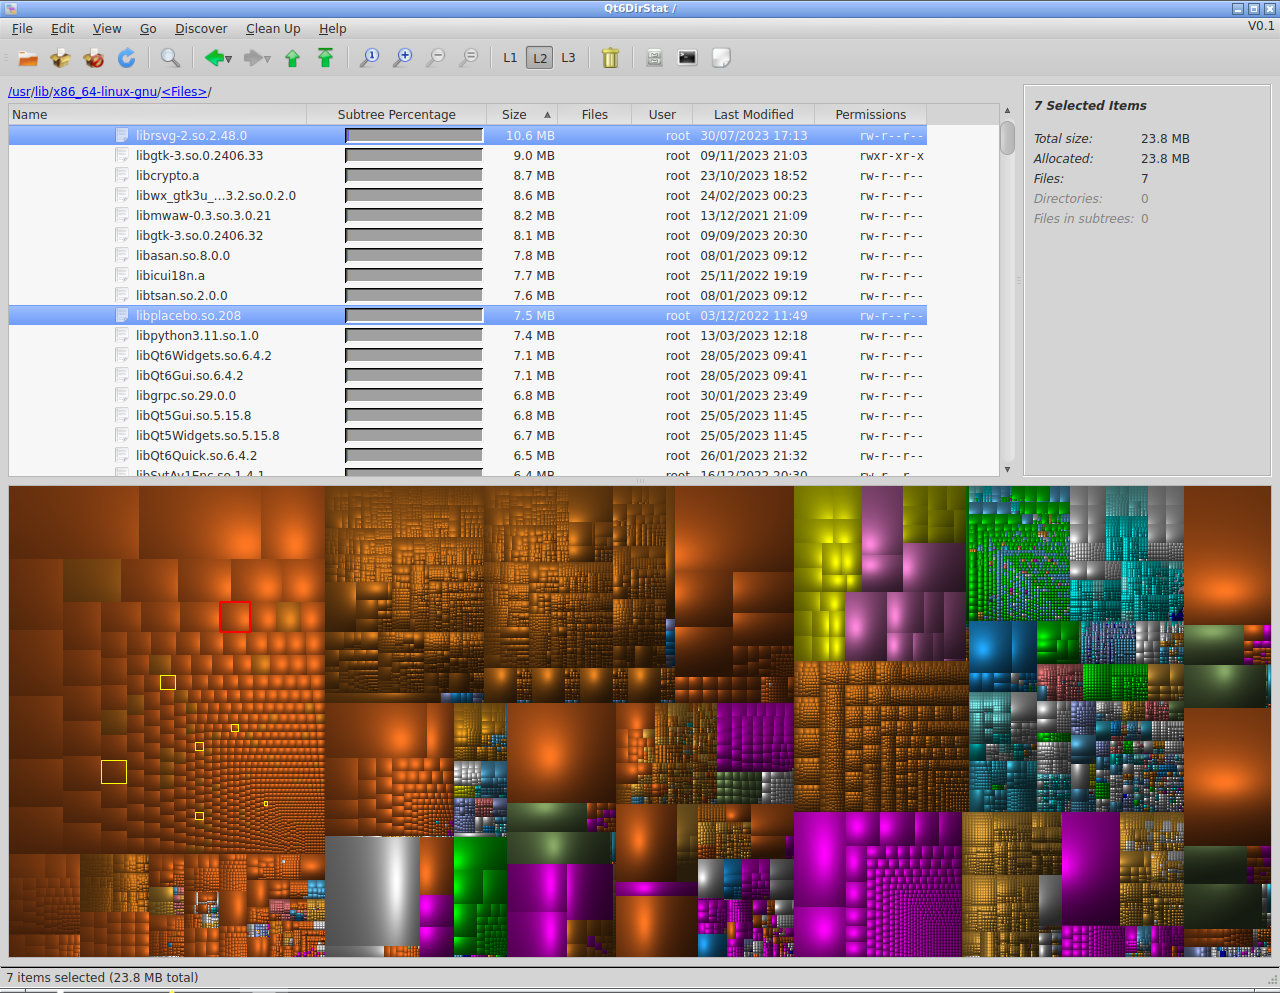 Qt6DirStat /
File Edit View Go Discover Clean Up Help V0.1
L1 L2 L3
/usr/lib/x86_64-linux-gnu/<Files>/
Name Subtree Percentage Size Files User Last Modified Permissions
librsvg-2.so.2.48.0 10.6 MB root 30/07/2023 17:13 rw-r--r--
libgtk-3.so.0.2406.33 9.0 MB root 09/11/2023 21:03 rwxr-xr-x
libcrypto.a 8.7 MB root 23/10/2023 18:52 rw-r--r--
libwx_gtk3u_...3.2.so.0.2.0 8.6 MB root 24/02/2023 00:23 rw-r--r--
libmwaw-0.3.so.3.0.21 8.2 MB root 13/12/2021 21:09 rw-r--r--
libgtk-3.so.0.2406.32 8.1 MB root 09/09/2023 20:30 rw-r--r--
libasan.so.8.0.0 7.8 MB root 08/01/2023 09:12 rw-r--r--
libicui18n.a 7.7 MB root 25/11/2022 19:19 rw-r--r--
libtsan.so.2.0.0 7.6 MB root 08/01/2023 09:12 rw-r--r--
libplacebo.so.208 7.5 MB root 03/12/2022 11:49 rw-r--r--
libpython3.11.so.1.0 7.4 MB root 13/03/2023 12:18 rw-r--r--
libQt6Widgets.so.6.4.2 7.1 MB root 28/05/2023 09:41 rw-r--r--
libQt6Gui.so.6.4.2 7.1 MB root 28/05/2023 09:41 rw-r--r--
libgrpc.so.29.0.0 6.8 MB root 30/01/2023 23:49 rw-r--r--
libQt5Gui.so.5.15.8 6.8 MB root 25/05/2023 11:45 rw-r--r--
libQt5Widgets.so.5.15.8 6.7 MB root 25/05/2023 11:45 rw-r--r--
libQt6Quick.so.6.4.2 6.5 MB root 26/01/2023 21:32 rw-r--r--
libSvtAv1Enc.so.1.4.1 6.4 MB root 16/12/2022 20:30 rw-r--r--
7 Selected Items
Total size: 23.8 MB
Allocated: 23.8 MB
Files: 7
Directories: 0
Files in subtrees: 0
7 items selected (23.8 MB total)